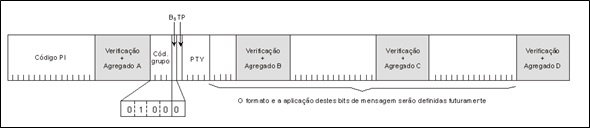 B₀ TP
Código PI
Verificação
+
Agregado A
Cód.
grupo
PTY
Verificação
+
Agregado B
Verificação
+
Agregado C
Verificação
+
Agregado D
0 1 0 0 0
O formato e a aplicação destes bits de mensagem serão definidas futuramente